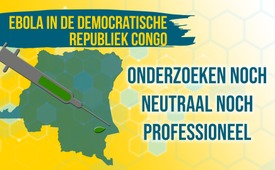 EBOLA IN DE DEMOCRATISCHE
REPUBLIEK CONGO
ONDERZOEKEN NOCH
NEUTRAAL NOCH
PROFESSIONEEL